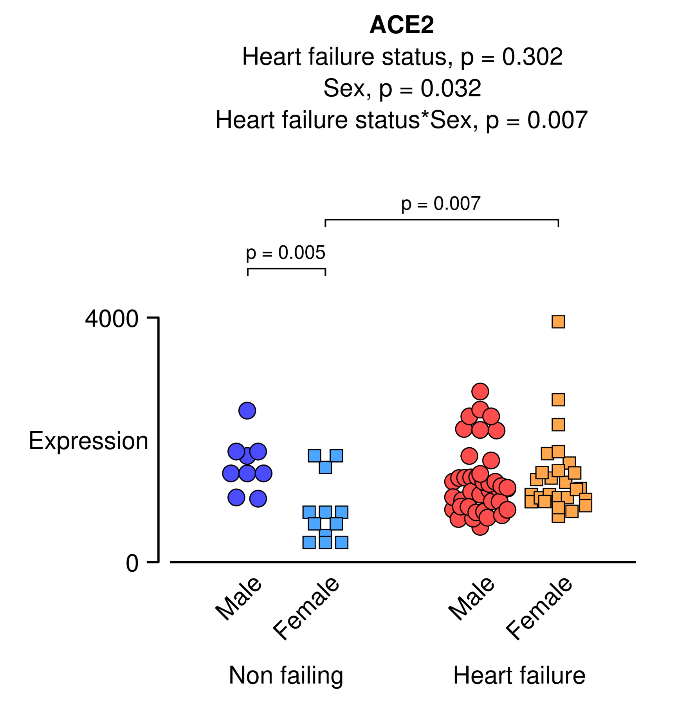 ACE2
Heart failure status, p = 0.302
Sex, p = 0.032
Heart failure status*Sex, p = 0.007
p = 0.007
p = 0.005
4000
Expression
0
Male
Female
Male
Female
Non failing
Heart failure